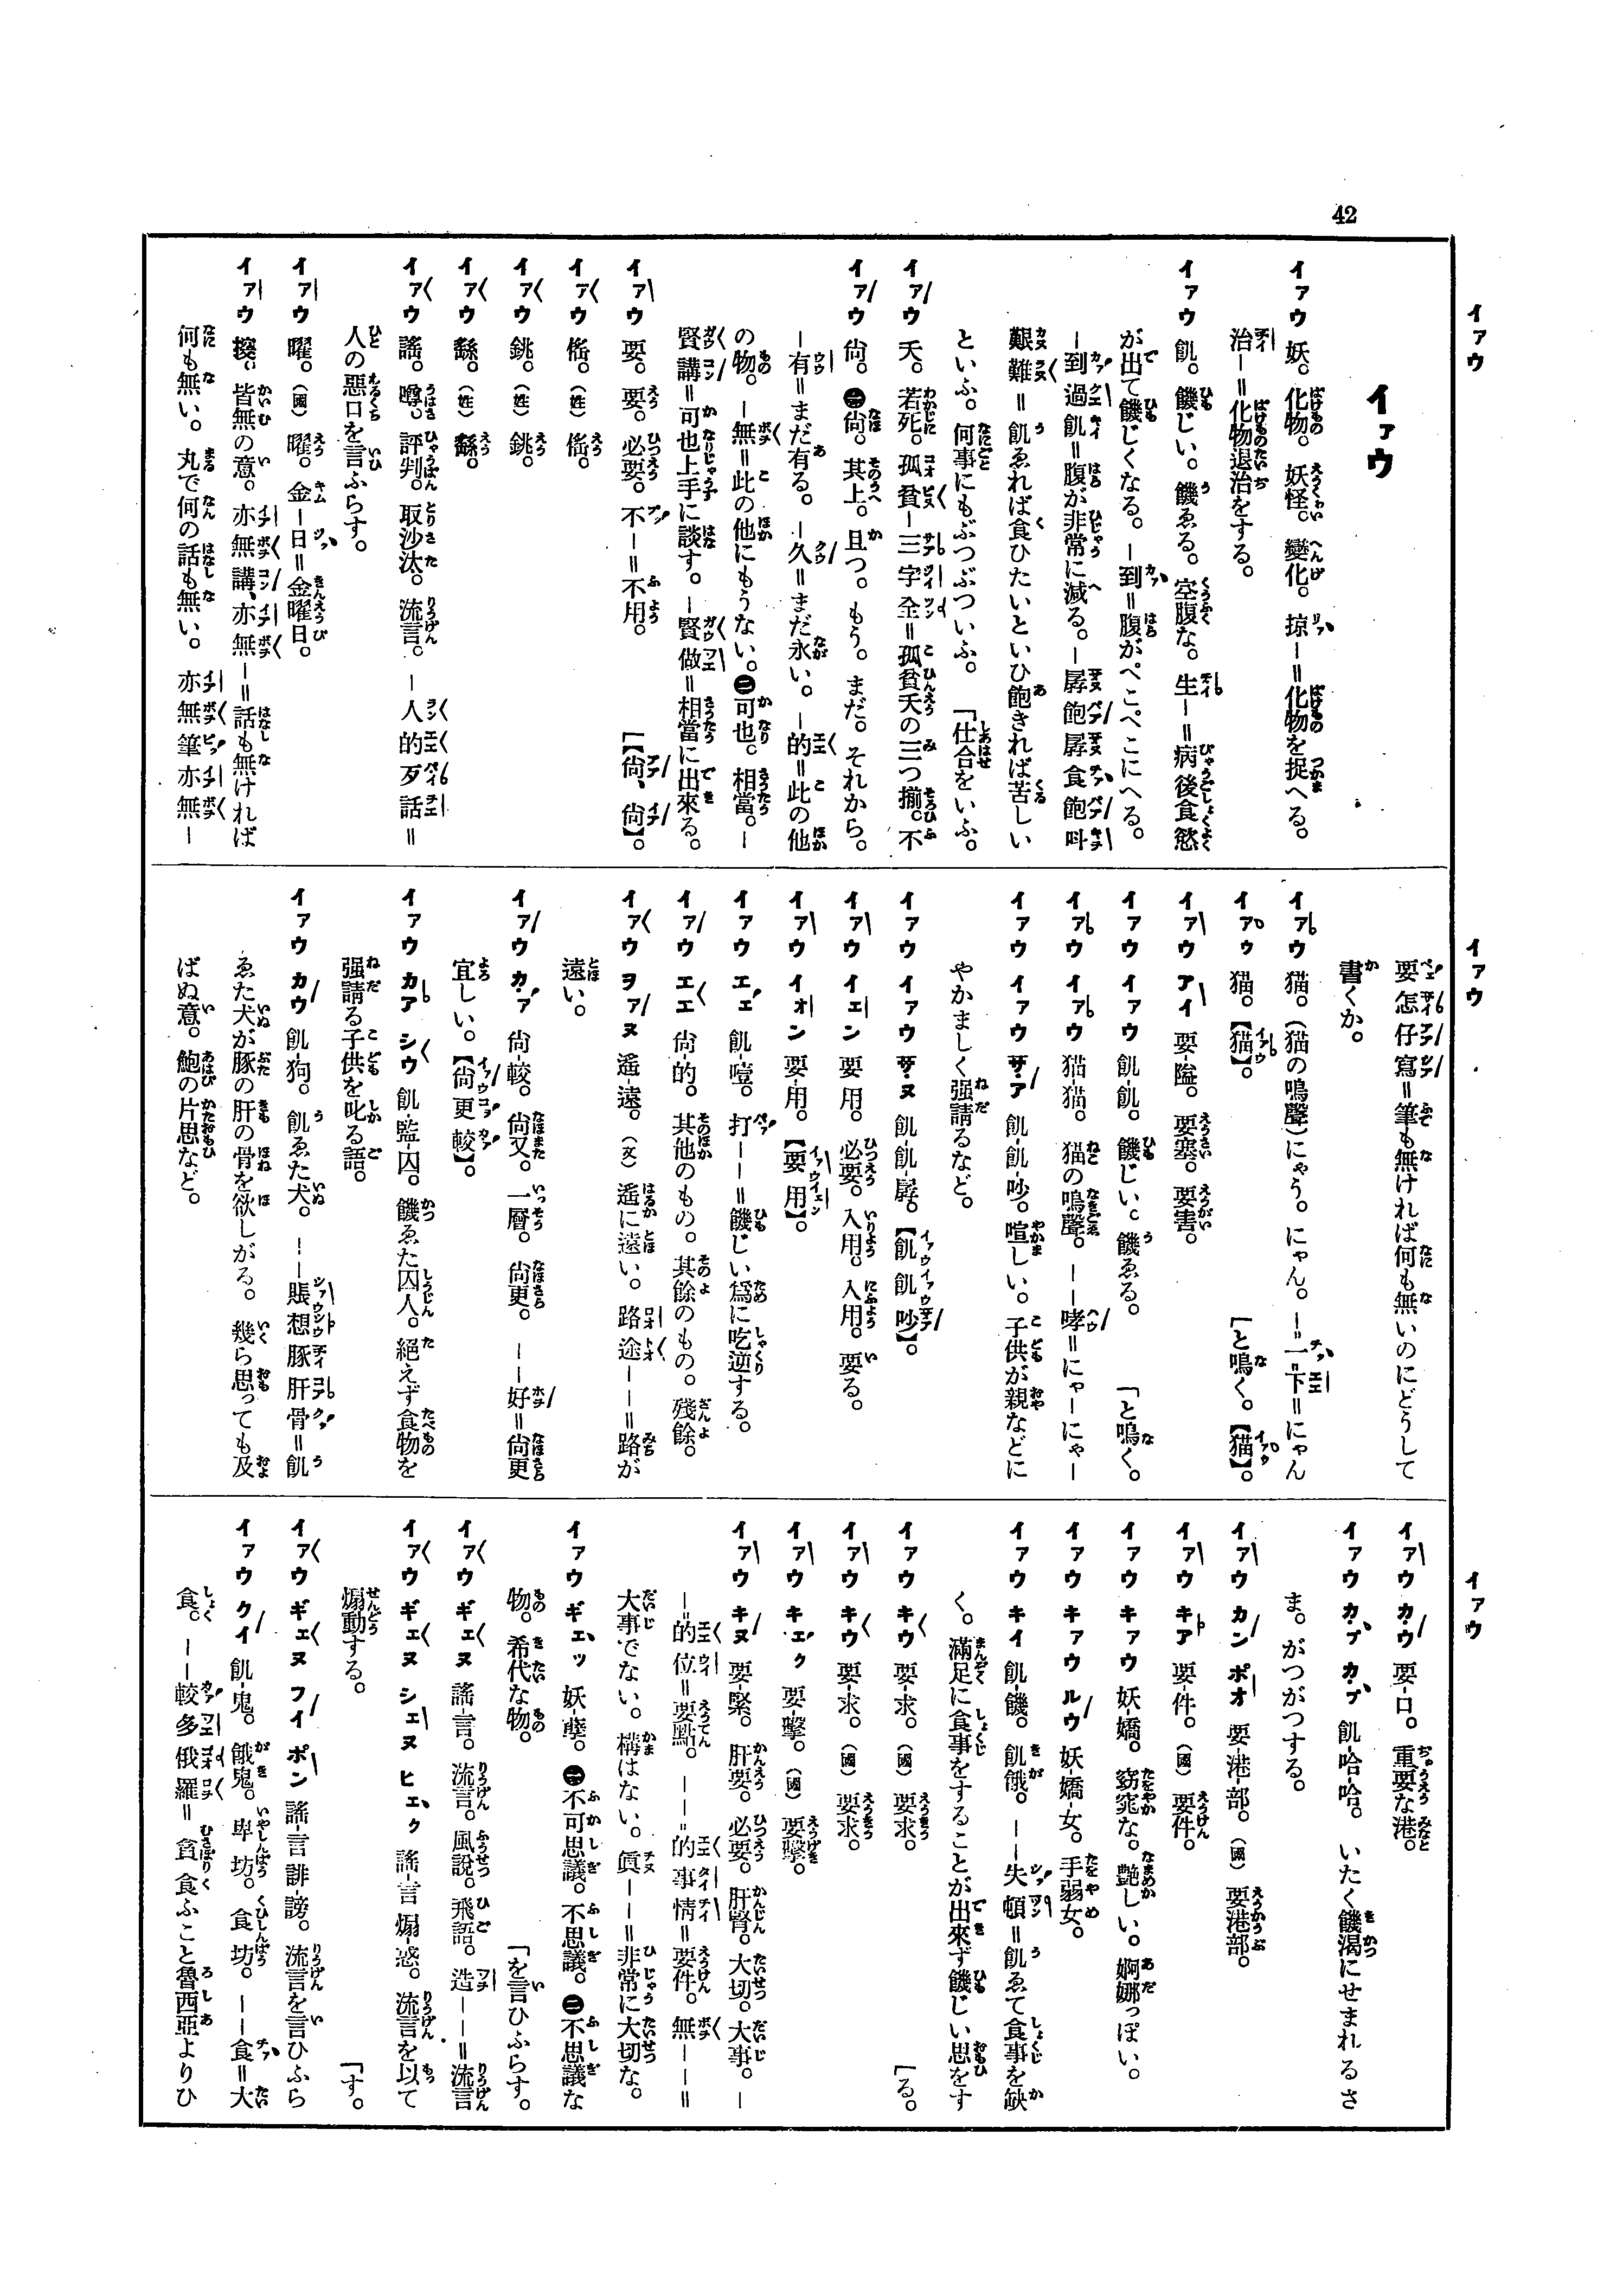 42
イァウ
イァウ
イァウ
イァウ
イァウ 妖。化物。妖怪。變化。掠－＝化物を捉へる。
治－＝化物退治をする。
イァウ 飢。饑じい。饑ゑる。空腹な。生－＝病後食慾
が出て饑じくなる。－到＝腹がぺこぺこにへる。
－到過飢＝腹が非常に減る。－孱飽孱食飽呌
艱難＝飢ゑれば食ひたいといひ飽きれば苦しい
といふ。何事にもぶつぶついふ。「仕合をいふ。
イァウ 夭。若死。孤貧－三字全＝孤貧夭の三つ揃。不
イァウ 尙。㊀尙。其上。且つ。もう。まだ。それから。
－有＝まだ有る。－久＝まだ永い。－的＝此の他
の物。－無＝此の他にもうない。㊁可也。相當。－
賢講＝可也上手に談す。－賢做＝相當に出來る。
「【尙、尙】。
イァウ 要。要。必要。不－＝不用。
イァウ 傜。(姓) 傜。
イァウ 銚。(姓) 銚。
イァウ 繇。(姓) 繇。
イァウ 謠。噂。評判。取沙汰。流言。－人的歹話＝
人の惡口を言ふらす。
イァウ 曜。(國) 曜。金－日＝金曜日。
イァウ 皆無の意。亦無講、亦無－＝話も無ければ
何も無い。丸で何の話も無い。亦無筆亦無－
要怎仔寫＝筆も無ければ何も無いのにどうして
書くか。
イァウ 猫。(猫の鳴聲)にゃう。にゃん。－＝一＝下＝にゃん
「と鳴く。【猫】。
イァゥ 猫。【猫】。
イァウ アイ 要-隘。要塞。要害。
イァウ イァウ 飢-飢。饑じい。饑ゑる。「と鳴く。
イァウ イァウ 猫-猫。猫の鳴聲。－－哮＝にゃーにゃー
イァウ イァウ ザ・ア 飢-飢-吵。喧しい。子供が親などに
やかましく强請るなど。
イァウ イァウ ザ・ヌ 飢-飢-孱。【飢飢吵】。
イァウ イェン 要 用。必要。入用。入用。要る。
イァウ イォン 要-用。【要 用】。
イァウ エ・エ 飢-噎。打－－＝饑じい爲に吃逆する。
イァウ エエ 尙-的。其他のもの。其餘のもの。殘餘。
イァウ ヲァヌ 遙-遠。(文) 遙に遠い。路途－－＝路が
遠い。
イァウ カ・ァ 尙-較。尙又。一層。尙更。－－好＝尙更
宜しい。【尙更較】。
イァウ カア シウ 飢-監-囚。饑ゑた囚人。絕えず食物を
强請る子供を叱る語。
イァウ カウ 飢-狗。飢ゑた犬。－－賬想豚肝骨＝飢
ゑた犬が豚の肝の骨を欲しがる。幾ら思っても及
ばぬ意。鮑の片思など。
イァウ カ・ウ 要-口。重要な港。
イァウ カ・プ カ・プ 飢-哈-哈。いたく饑渴にせまれるさ
ま。がつがつする。
イァウ カン ポオ 要-港-部。(國) 要港部。
イァウ キア 要-件。(國) 要件。
イァウ キァウ 妖-嬌。窈窕な。艶しい。婀娜っぽい。
イァウ キァウ ルウ 妖-嬌-女。手弱女。
イァウ キイ 飢-饑。飢餓。－－失頓＝飢ゑて食事を缺
く。滿足に食事をすることが出來ず饑じい思をす
「る。
イァウ キウ 要-求。(國) 要求。
イァウ キウ 要-求。(國) 要求。
イァウ キ・エク 要-擊。(國) 要擊。
イァウ キヌ 要-緊。肝要。必要。肝腎。大切。大事。－
－＝的位＝要點。－－＝的事情＝要件。無－－＝
大事でない。構はない。眞－－＝非常に大切な。
イァウ ギェッ 妖-孽。㊀不可思議。不思議。㊁不思議な
物。希代な物。「を言ひふらす。
イァウ ギェヌ 謠-言。流言。風說。飛語。造－－＝流言
イァウ ギェヌ シェヌ ヒェク 謠-言 煽-惑。流言を以て
煽動する。「す。
イァウ ギェヌ フイ ポン 謠-言 誹-謗。流言を言ひふら
イァウ クイ 飢-鬼。餓鬼。卑坊。食坊。－－食＝大
食。－－較多俄羅＝貪食ふこと魯西亞よりひ